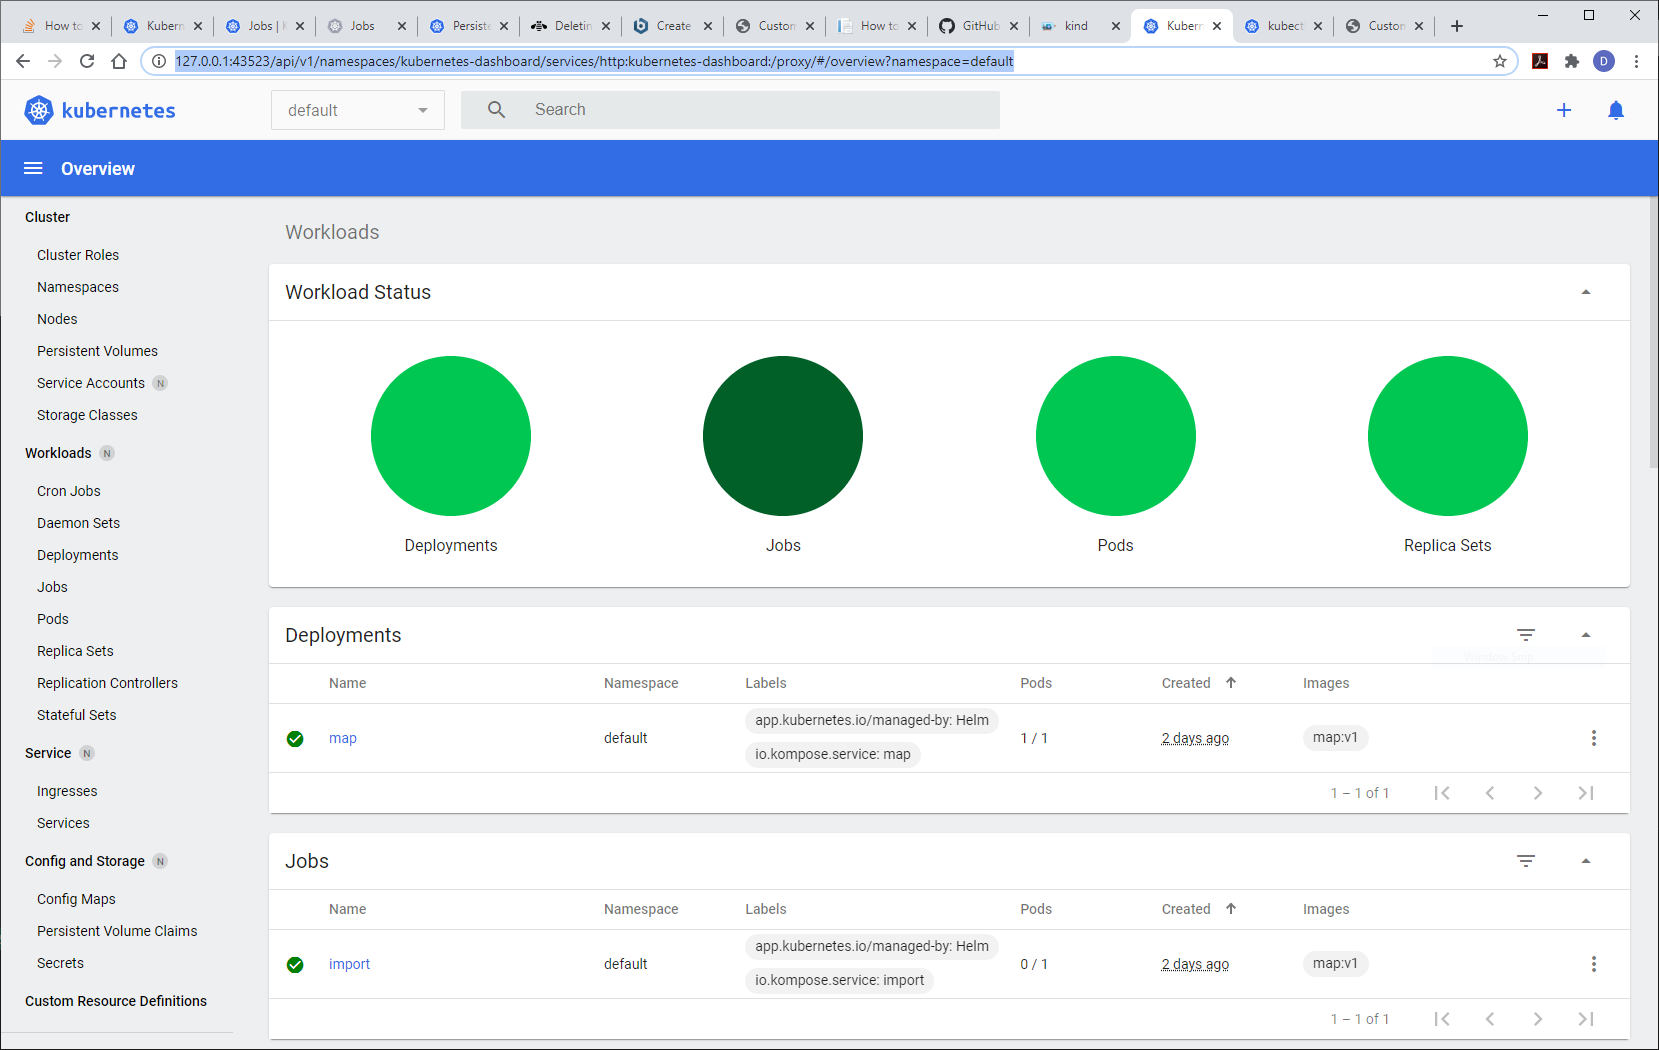 How to
Kubern
Jobs | K
Jobs
Persiste
Deletin
Create
Custom
How to
GitHub
kind
Kubern
kubect
Custom
127.0.0.1:43523/api/v1/namespaces/kubernetes-dashboard/services/http:kubernetes-dashboard:/proxy/#/overview?namespace=default
D
kubernetes
default
Search
Overview
Cluster
Cluster Roles
Namespaces
Nodes
Persistent Volumes
Service Accounts N
Storage Classes
Workloads N
Cron Jobs
Daemon Sets
Deployments
Jobs
Pods
Replica Sets
Replication Controllers
Stateful Sets
Service N
Ingresses
Services
Config and Storage N
Config Maps
Persistent Volume Claims
Secrets
Custom Resource Definitions
Workloads
Workload Status
Deployments Jobs Pods Replica Sets
Deployments
Name Namespace Labels Pods Created Images
map default app.kubernetes.io/managed-by: Helm 1 / 1 2 days ago map:v1
io.kompose.service: map
1 – 1 of 1
Jobs
Name Namespace Labels Pods Created Images
import default app.kubernetes.io/managed-by: Helm 0 / 1 2 days ago map:v1
io.kompose.service: import
1 – 1 of 1